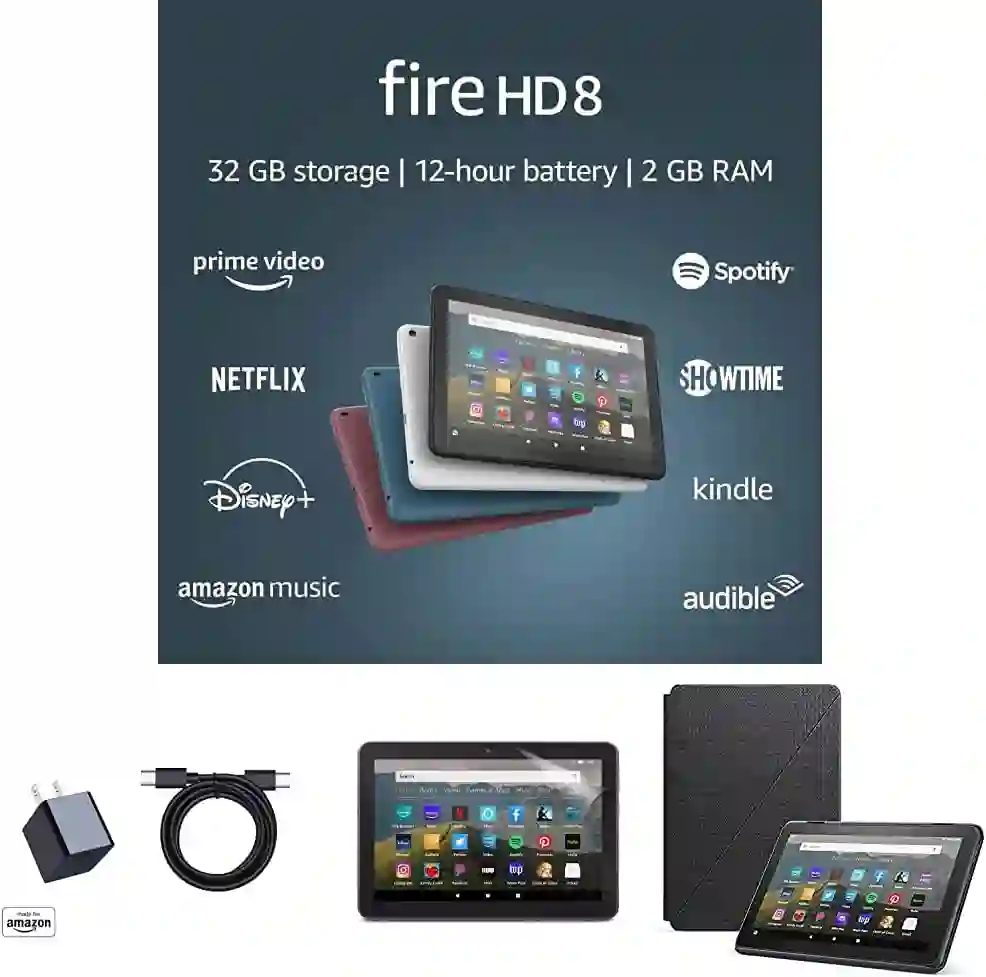 fire HD 8
32 GB storage | 12-hour battery | 2 GB RAM
prime video
Spotify
NETFLIX
SHOWTIME
Disney+
kindle
amazon music
audible
made for
amazon